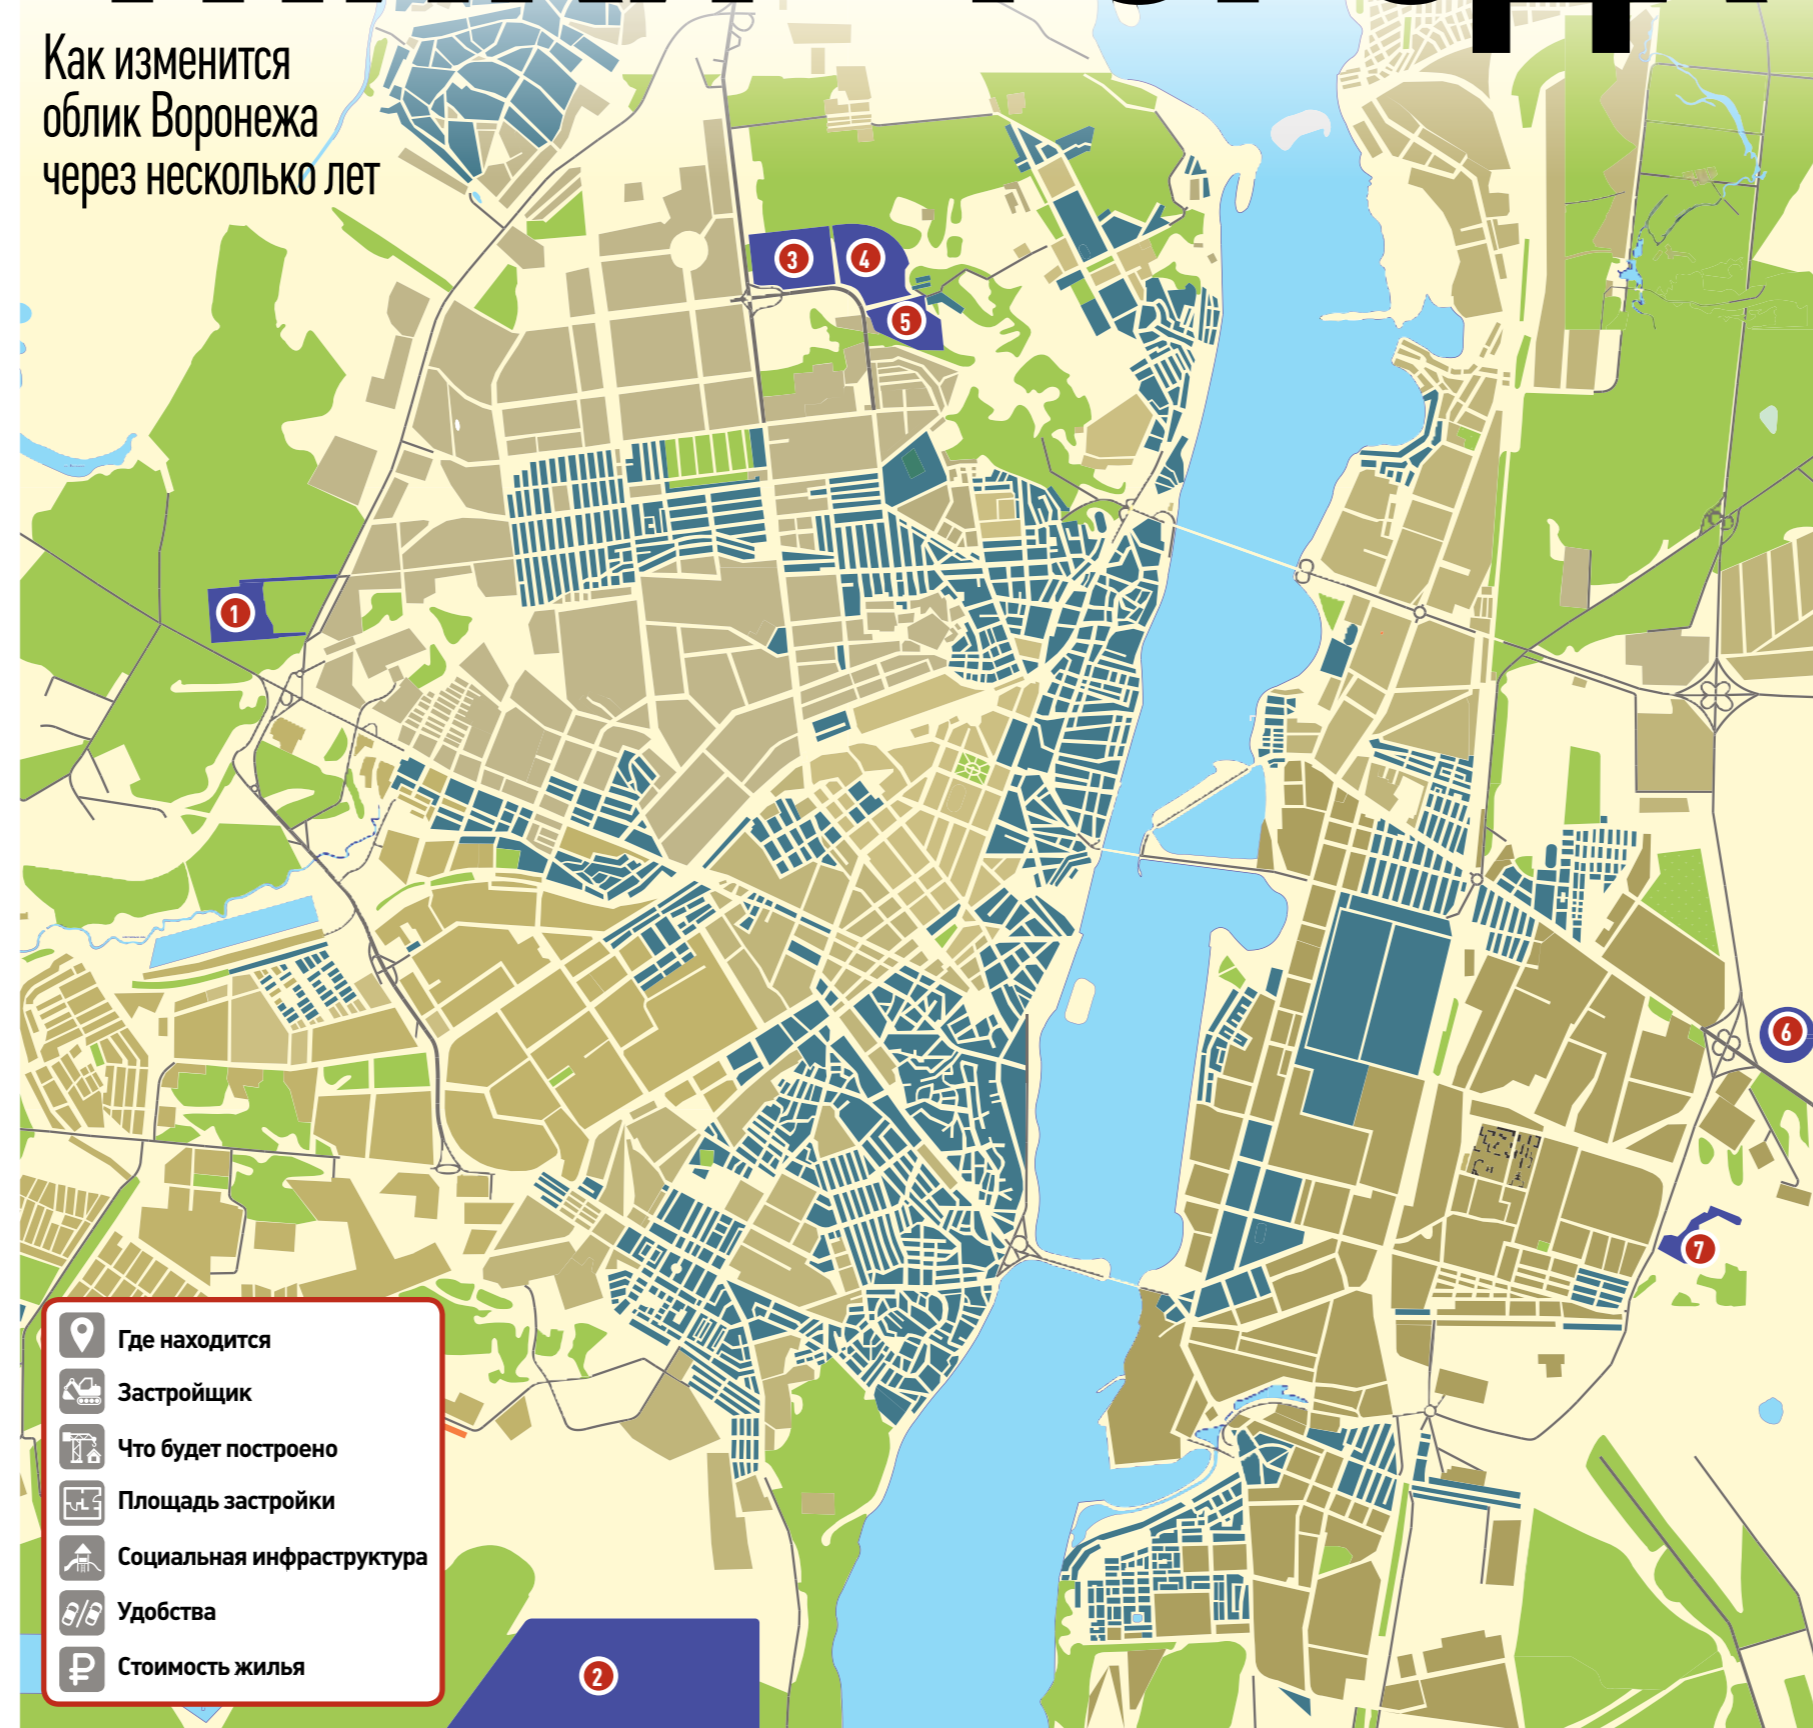 Как изменится
облик Воронежа
через несколько лет
3
4
5
1
6
7
Где находится
Застройщик
Что будет построено
Площадь застройки
Социальная инфраструктура
Удобства
Стоимость жилья
2